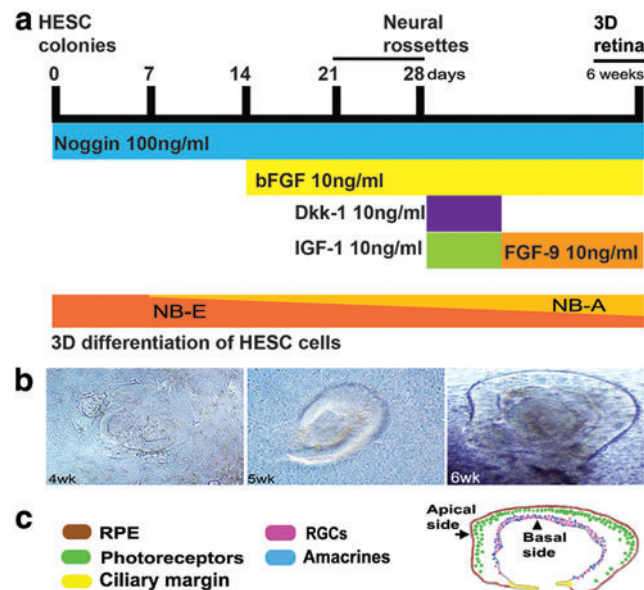 a
HESC colonies
Neural rossettes
3D retina
0 7 14 21 28 days 6 weeks
Noggin 100ng/ml
bFGF 10ng/ml
Dkk-1 10ng/ml
IGF-1 10ng/ml FGF-9 10ng/ml
NB-E NB-A
3D differentiation of HESC cells
b
4wk 5wk 6wk
c
RPE
Photoreceptors
Ciliary margin
RGCs
Amacrines
Apical side
Basal side